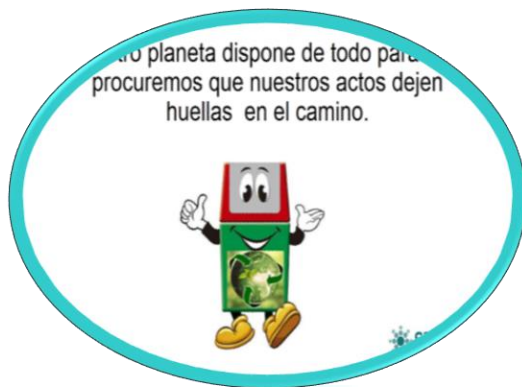 planeta dispone de todo para
procuremos que nuestros actos dejen
huellas en el camino.